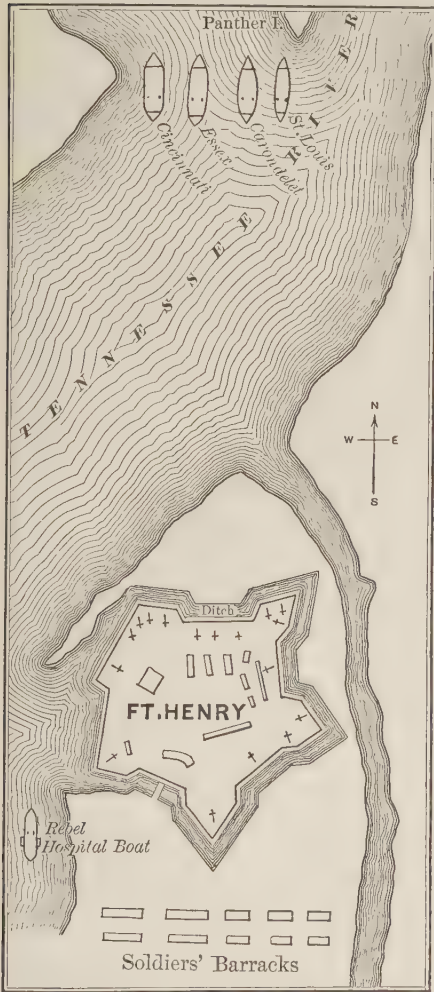 Panther I.
TENNESSEE RIVER
Cincinnati
Essex
Carondelet
St. Louis
N
W E
S
Ditch
FT. HENRY
Rebel
Hospital Boat
Soldiers' Barracks